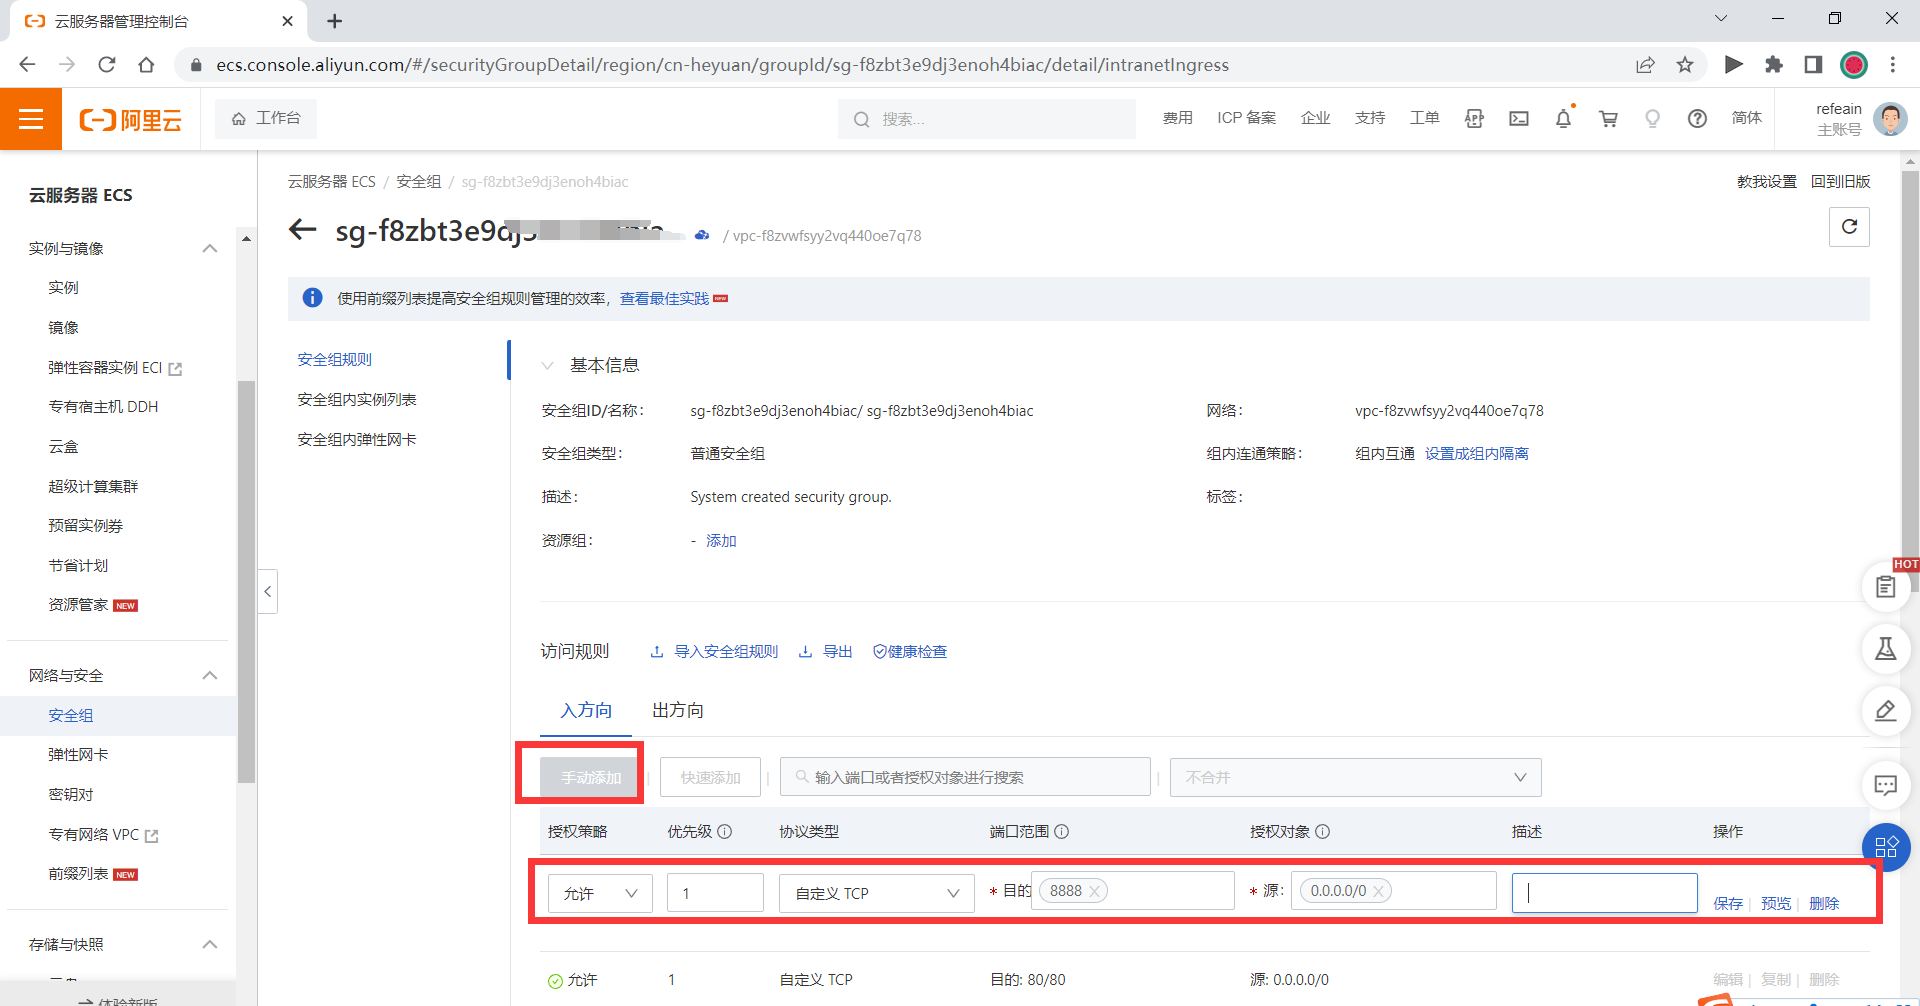 云服务器管理控制台
ecs.console.aliyun.com/#/securityGroupDetail/region/cn-heyuan/groupId/sg-f8zbt3e9dj3enoh4biac/detail/intranetIngress
阿里云 工作台 搜索... 费用 ICP 备案 企业 支持 工单 APP 简体 refeain
主账号
云服务器 ECS
实例与镜像
实例
镜像
弹性容器实例 ECI
专有宿主机 DDH
云盒
超级计算集群
预留实例券
节省计划
资源管家 NEW
网络与安全
安全组
弹性网卡
密钥对
专有网络 VPC
前缀列表 NEW
存储与快照
体验新版
云服务器 ECS / 安全组 / sg-f8zbt3e9dj3enoh4biac
教我设置 回到旧版
sg-f8zbt3e9dj3 / vpc-f8zvwfsyy2vq440oe7q78
使用前缀列表提高安全组规则管理的效率，查看最佳实践 NEW
安全组规则
安全组内实例列表
安全组内弹性网卡
基本信息
安全组ID/名称： sg-f8zbt3e9dj3enoh4biac/ sg-f8zbt3e9dj3enoh4biac 网络： vpc-f8zvwfsyy2vq440oe7q78
安全组类型： 普通安全组 组内连通策略： 组内互通 设置成组内隔离
描述： System created security group. 标签：
资源组： - 添加
HOT
访问规则 导入安全组规则 导出 健康检查
入方向 出方向
手动添加 | 快速添加 | 输入端口或者授权对象进行搜索 | 不合并
授权策略 优先级 协议类型 端口范围 授权对象 描述 操作
允许 1 自定义 TCP * 目的 8888 * 源： 0.0.0.0/0 保存 | 预览 | 删除
允许 1 自定义 TCP 目的: 80/80 源: 0.0.0.0/0 编辑 | 复制 | 删除